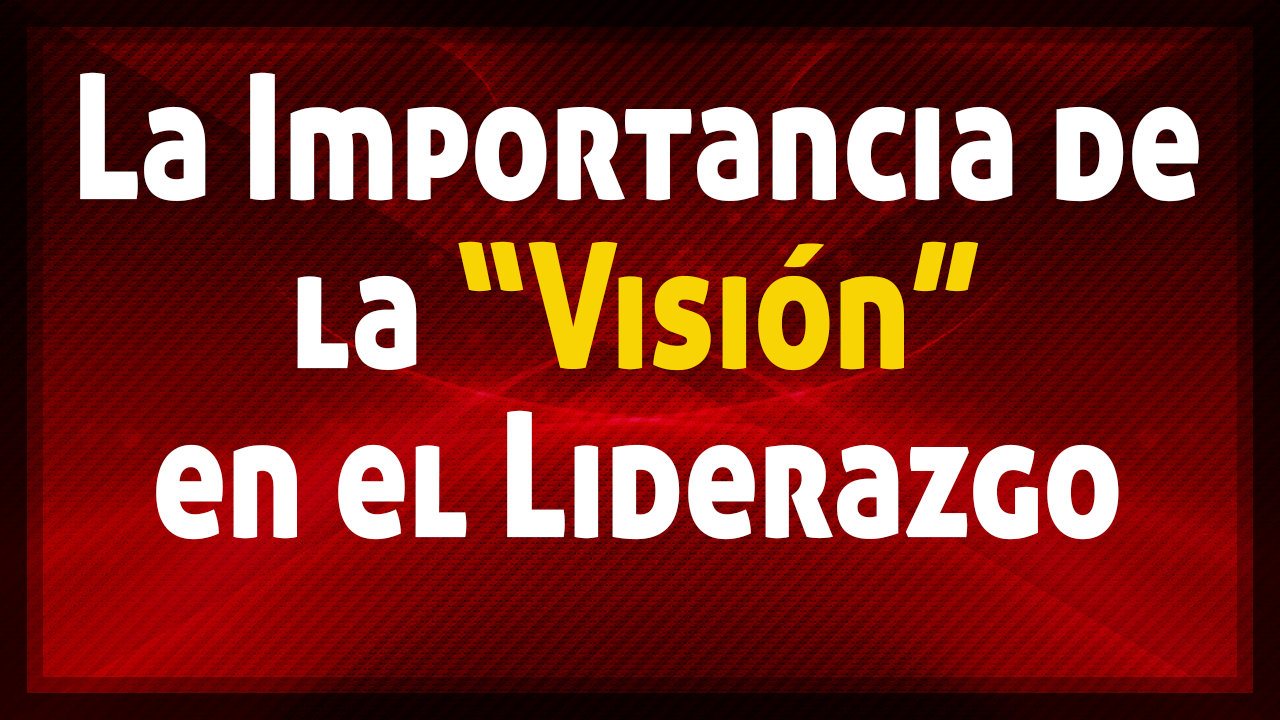 La Importancia de
la “Visión”
en el Liderazgo